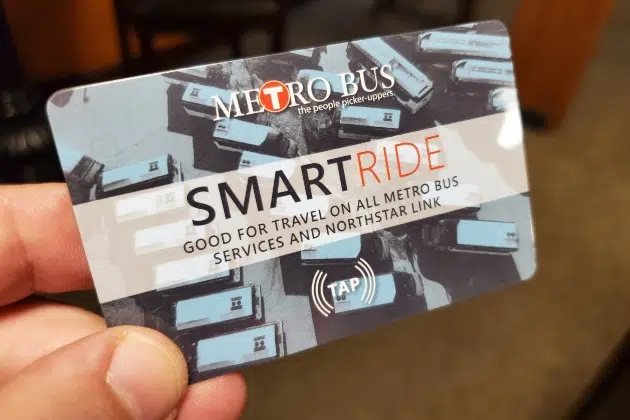 METRO BUS
the people picker-uppers
SMARTRIDE
GOOD FOR TRAVEL ON ALL METRO BUS
SERVICES AND NORTHSTAR LINK
TAP